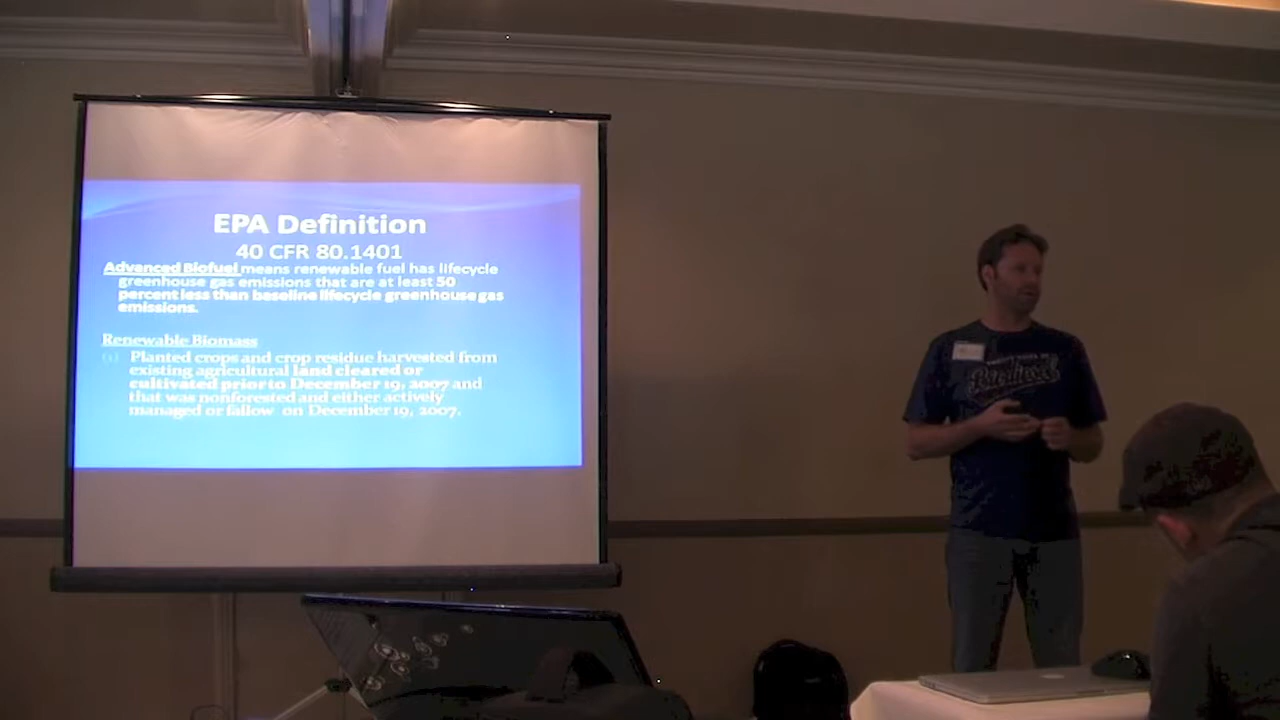 EPA Definition
40 CFR 80.1401
Advanced Biofuel means renewable fuel has lifecycle
greenhouse gas emissions that are at least 50
percent less than baseline lifecycle greenhouse gas
emissions.
Renewable Biomass
(1) Planted crops and crop residue harvested from
existing agricultural land cleared or
cultivated prior to December 19, 2007 and
that was nonforested and either actively
managed or fallow on December 19, 2007.
Biodiesel